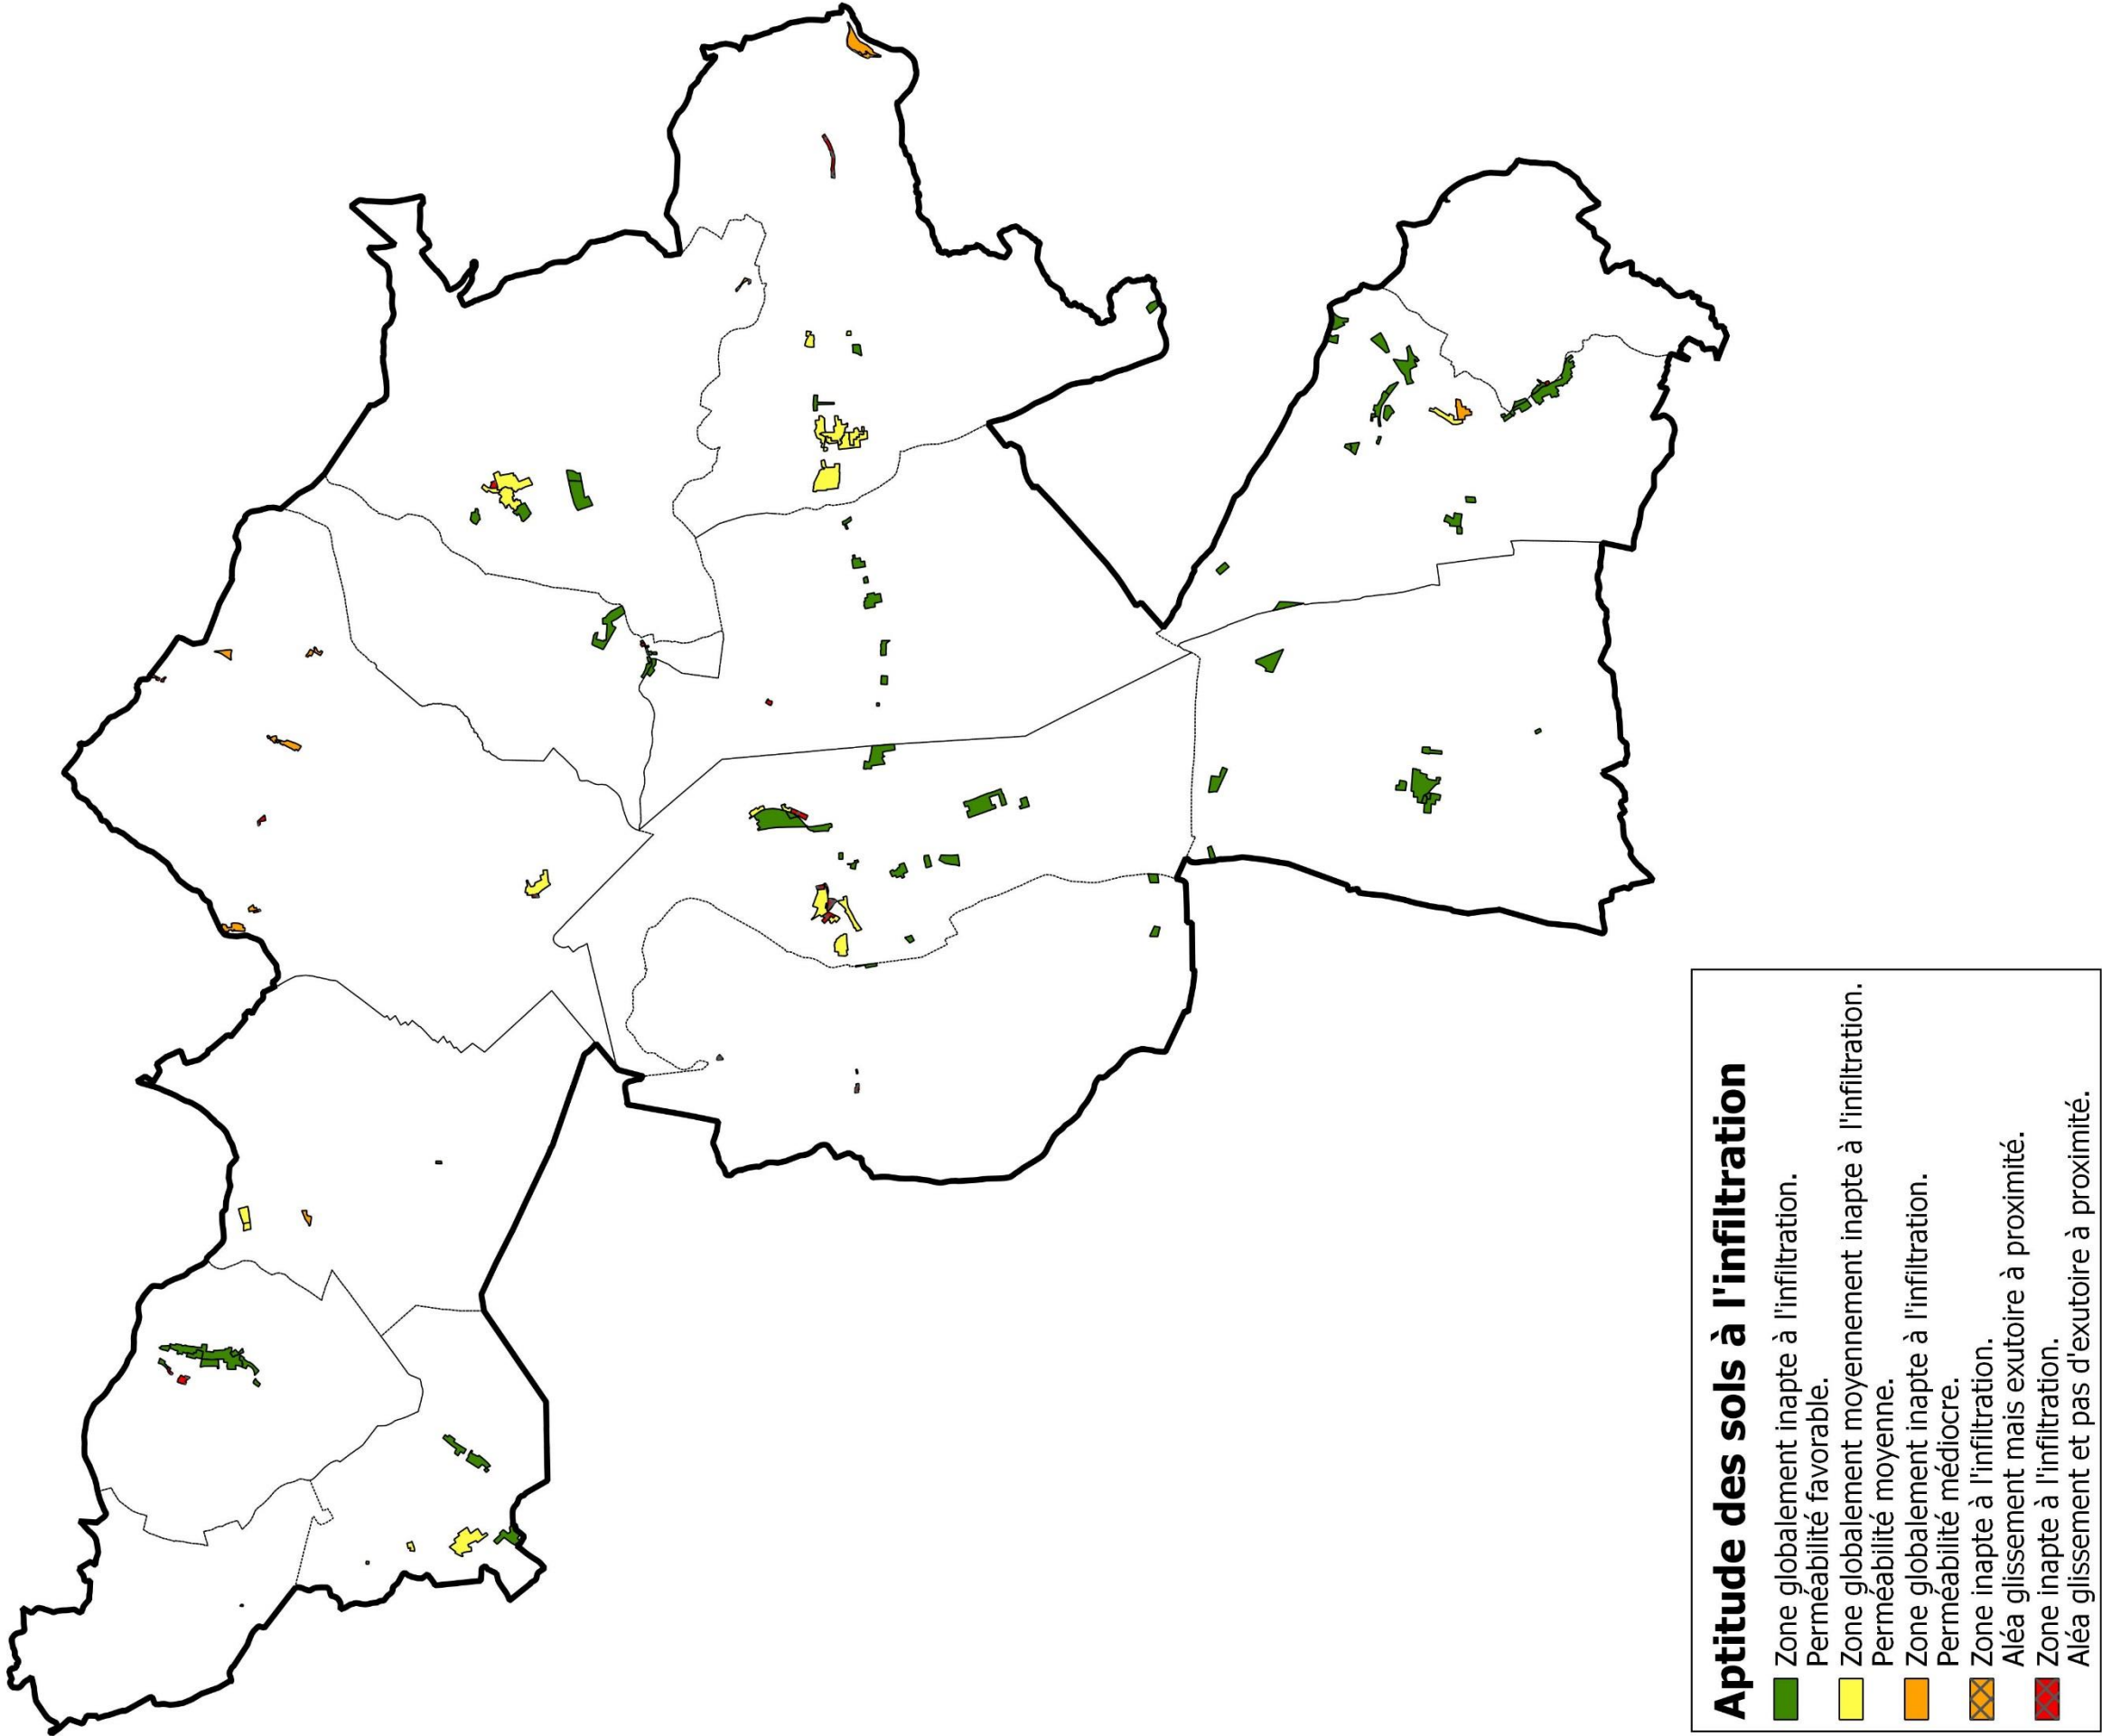 Aptitude des sols à l'infiltration
Zone globalement inapte à l'infiltration.
Perméabilité favorable.
Zone globalement moyennement inapte à l'infiltration.
Perméabilité moyenne.
Zone globalement inapte à l'infiltration.
Perméabilité médiocre.
Zone inapte à l'infiltration.
Aléa glissement mais exutoire à proximité.
Zone inapte à l'infiltration.
Aléa glissement et pas d'exutoire à proximité.